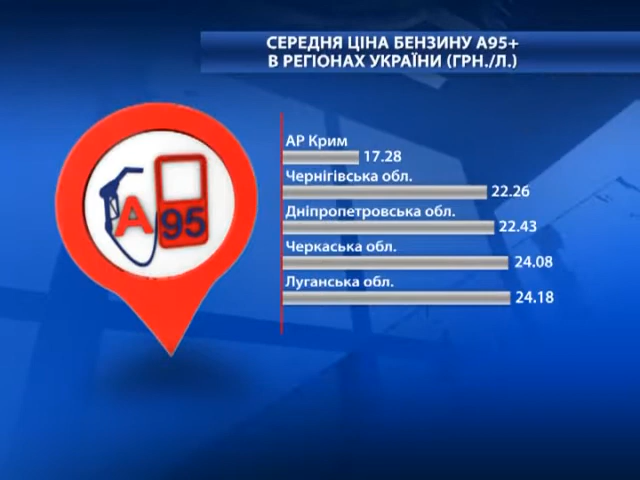 СЕРЕДНЯ ЦІНА БЕНЗИНУ А95+
В РЕГІОНАХ УКРАЇНИ (ГРН./Л.)
А 95
АР Крим
17.28
Чернігівська обл.
22.26
Дніпропетровська обл.
22.43
Черкаська обл.
24.08
Луганська обл.
24.18